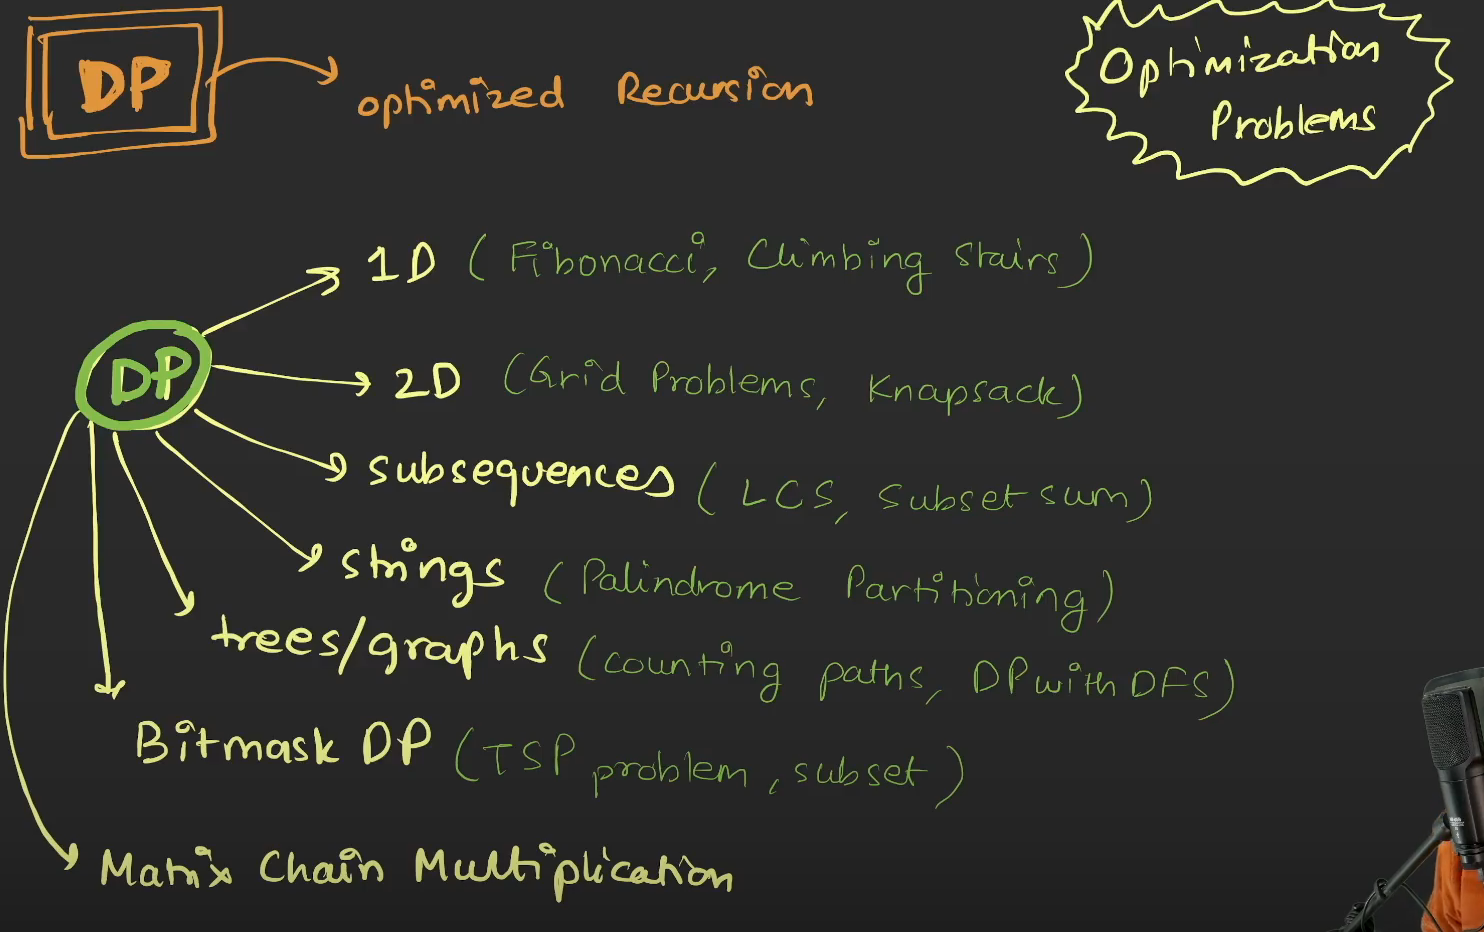 DP
optimized Recursion
Optimization
Problems
1D (Fibonacci, Climbing stairs)
DP
2D (Grid Problems, Knapsack)
subsequences (LCS, Subset sum)
strings (Palindrome Partitioning)
trees/graphs (counting paths, DP with DFS)
Bitmask DP (TSP problem, subset)
Matrix Chain Multiplication